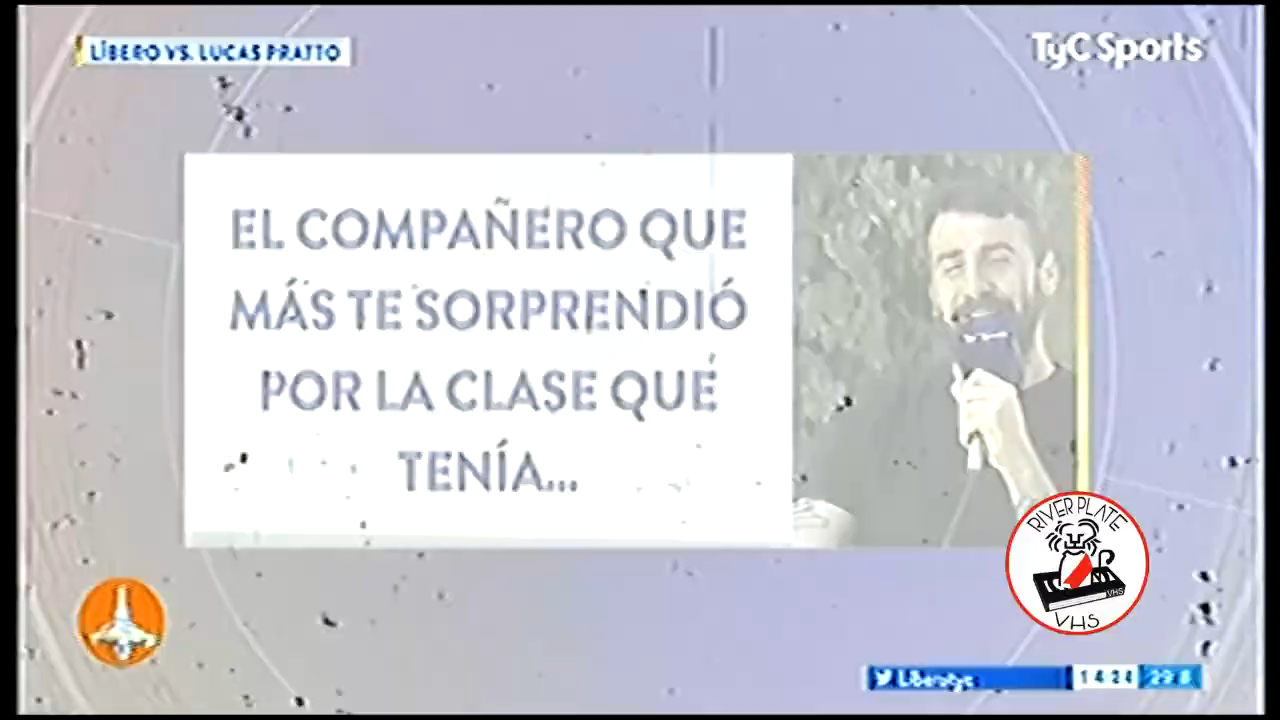 LÍBERO VS. LUCAS PRATTO
TyC Sports
EL COMPAÑERO QUE
MÁS TE SORPRENDIÓ
POR LA CLASE QUE
TENÍA...
RIVER PLATE
VHS
VHS
Liberotyc
14:24
29.8